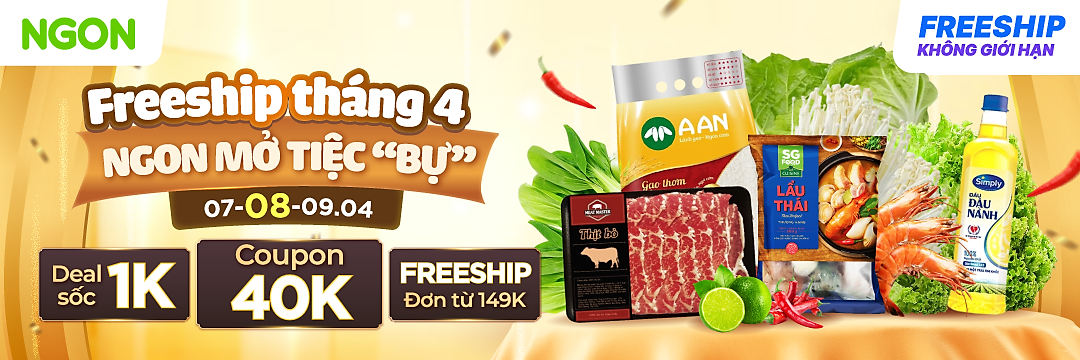 NGON
FREESHIP
KHÔNG GIỚI HẠN
Freeship tháng 4
NGON MỞ TIỆC “BỰ”
07-08-09.04
Deal sốc 1K
Coupon
40K
FREESHIP
Đơn từ 149K
A AN
Gạo thơm
MEAT MASTER
Thịt bò
SG FOOD
LẨU THÁI
Simply
DẦU
ĐẬU NÀNH
100%